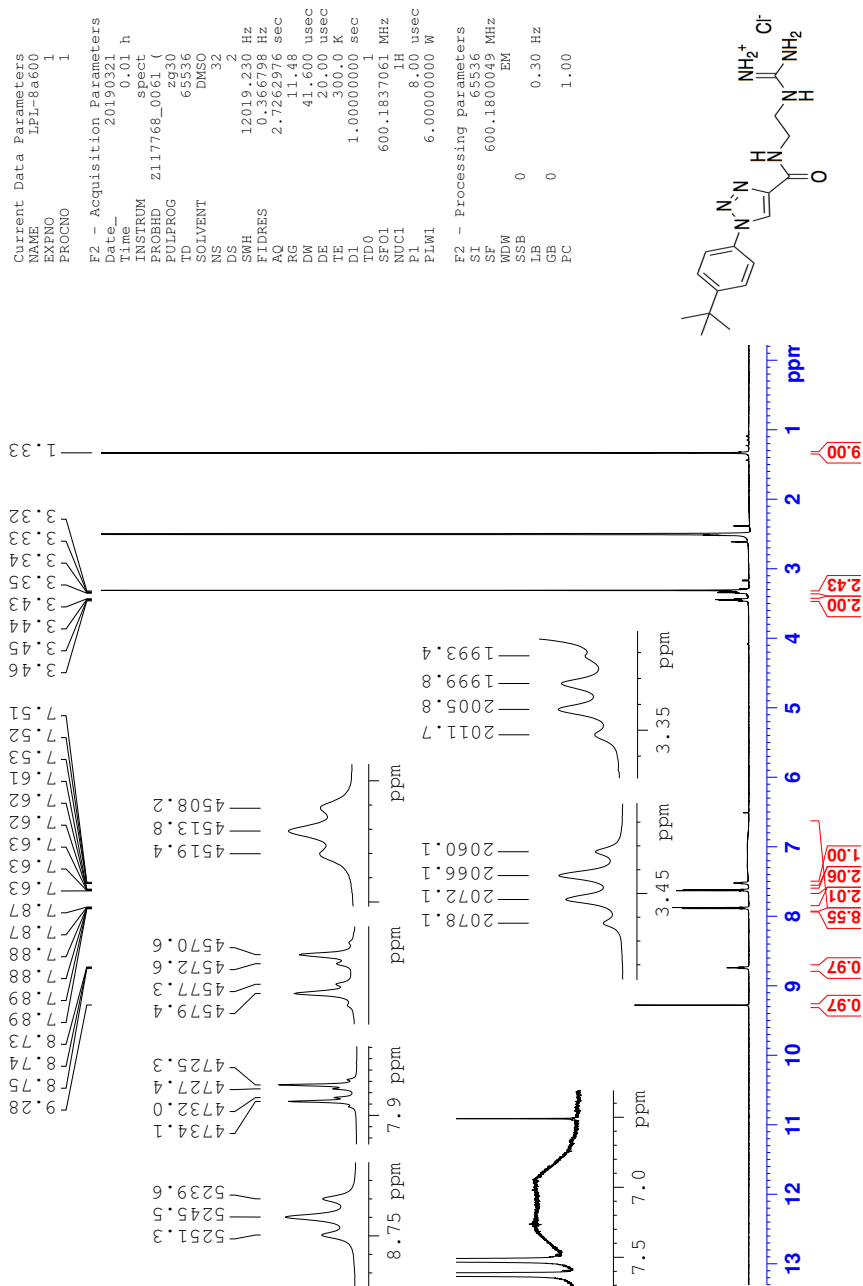 Current Data Parameters
NAME LPL-8a600
EXPNO 1
PROCNO 1
F2 - Acquisition Parameters
Date_ 20190321
Time 0.01 h
INSTRUM spect
PROBHD Z117768_0061 (
PULPROG zg30
TD 65536
SOLVENT DMSO
NS 32
DS 2
SWH 12019.230 Hz
FIDRES 0.366798 Hz
AQ 2.7262976 sec
RG 11.48
DW 41.600 usec
DE 20.00 usec
TE 300.0 K
D1 1.00000000 sec
TD0 1
SFO1 600.1837061 MHz
NUC1 1H
P1 8.00 usec
PLW1 6.00000000 W
F2 - Processing parameters
SI 65536
SF 600.1800049 MHz
WDW EM
SSB 0
LB 0.30 Hz
GB 0
PC 1.00
NH2+ Cl-
NH2
N
H
H
N
O
N
N
N
9.28
8.75
8.74
8.73
7.89
7.89
7.88
7.88
7.87
7.87
7.63
7.63
7.63
7.62
7.62
7.61
7.53
7.52
7.51
3.46
3.45
3.44
3.43
3.35
3.34
3.33
3.32
1.33
5251.3
5245.5
5239.6
8.75 ppm
4734.1
4732.0
4727.4
4725.3
7.9 ppm
4579.4
4577.3
4572.6
4570.6
ppm
4519.4
4513.8
4508.2
ppm
2078.1
2072.1
2066.1
2060.1
3.45 ppm
2011.7
2005.8
1999.8
1993.4
3.35 ppm
7.5 7.0 ppm
13 12 11 10 9 8 7 6 5 4 3 2 1 ppm
0.97
0.97
8.55
2.01
2.06
1.00
2.00
2.43
9.00